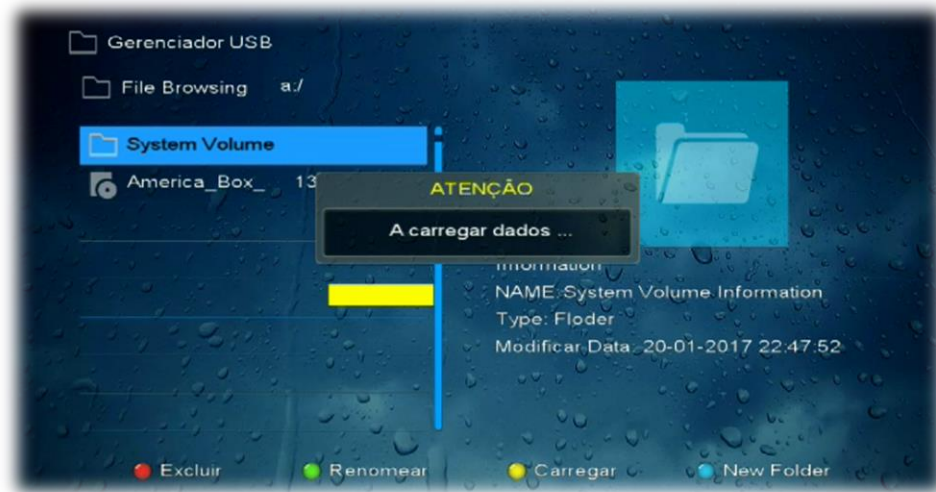 Gerenciador USB
File Browsing a:/
System Volume
America_Box_ 13
ATENÇÃO
A carregar dados ...
Information
NAME:System Volume Information
Type: Floder
Modificar Data: 20-01-2017 22:47:52
Excluir Renomear Carregar New Folder